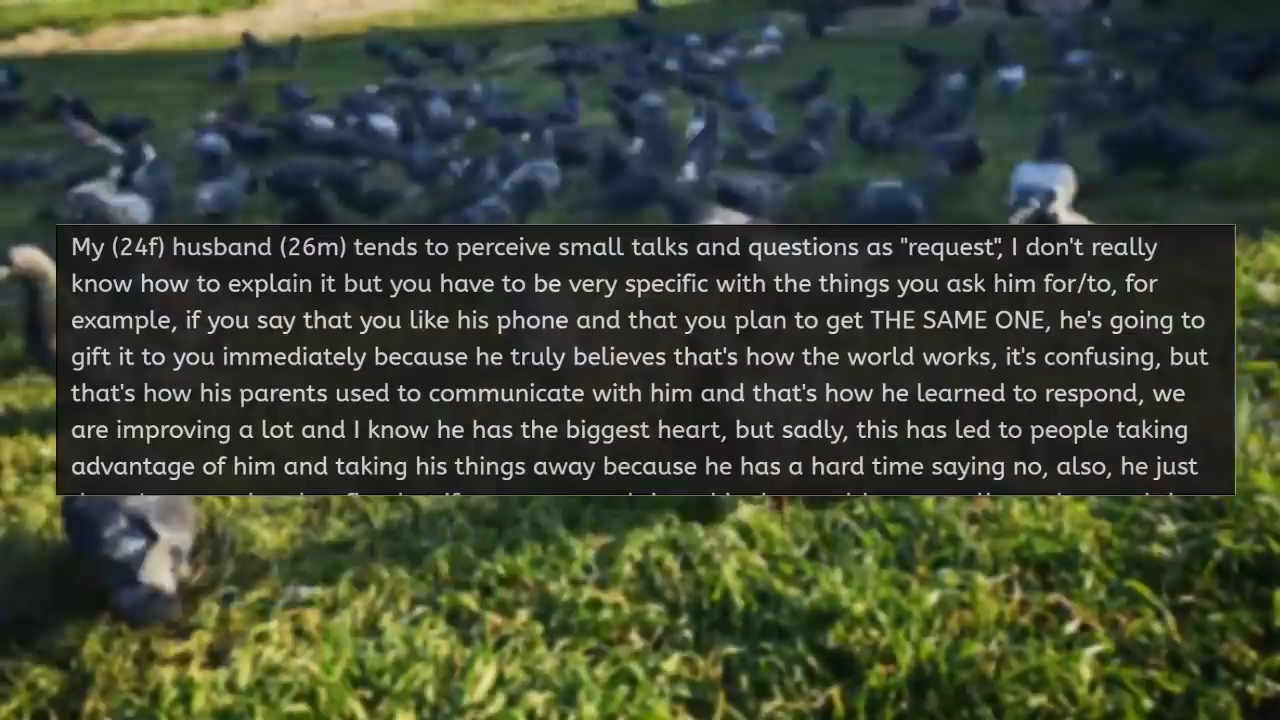 My (24f) husband (26m) tends to perceive small talks and questions as "request", I don't really
know how to explain it but you have to be very specific with the things you ask him for/to, for
example, if you say that you like his phone and that you plan to get THE SAME ONE, he's going to
gift it to you immediately because he truly believes that's how the world works, it's confusing, but
that's how his parents used to communicate with him and that's how he learned to respond, we
are improving a lot and I know he has the biggest heart, but sadly, this has led to people taking
advantage of him and taking his things away because he has a hard time saying no, also, he just